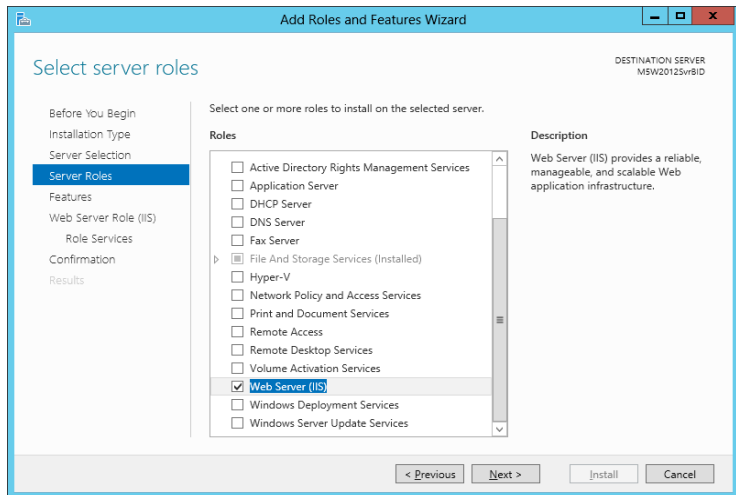 Add Roles and Features Wizard
Select server roles
DESTINATION SERVER
M5W2012SvrBID
Before You Begin
Installation Type
Server Selection
Server Roles
Features
Web Server Role (IIS)
Role Services
Confirmation
Results
Select one or more roles to install on the selected server.
Roles
Active Directory Rights Management Services
Application Server
DHCP Server
DNS Server
Fax Server
File And Storage Services (Installed)
Hyper-V
Network Policy and Access Services
Print and Document Services
Remote Access
Remote Desktop Services
Volume Activation Services
Web Server (IIS)
Windows Deployment Services
Windows Server Update Services
Description
Web Server (IIS) provides a reliable,
manageable, and scalable Web
application infrastructure.
< Previous
Next >
Install
Cancel